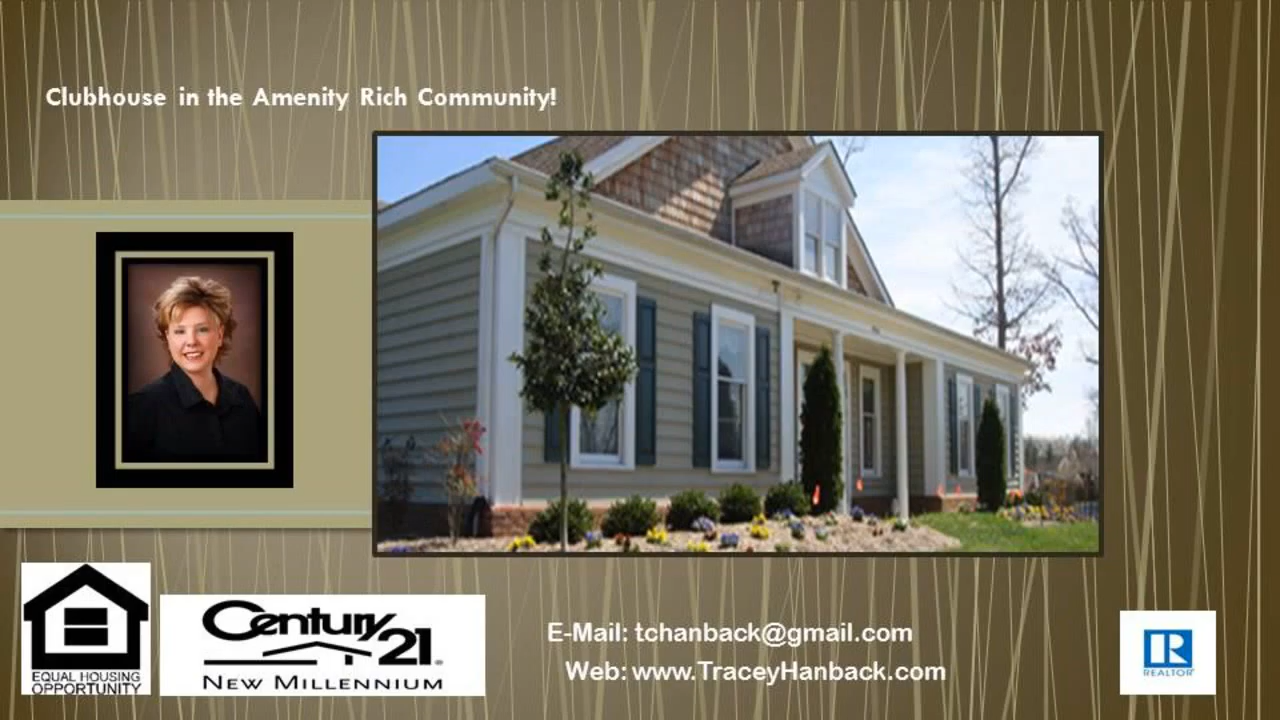 Clubhouse in the Amenity Rich Community!
EQUAL HOUSING
OPPORTUNITY
Century 21
NEW MILLENNIUM
E-Mail: tchanback@gmail.com
Web: www.TraceyHanback.com
R
REALTOR®